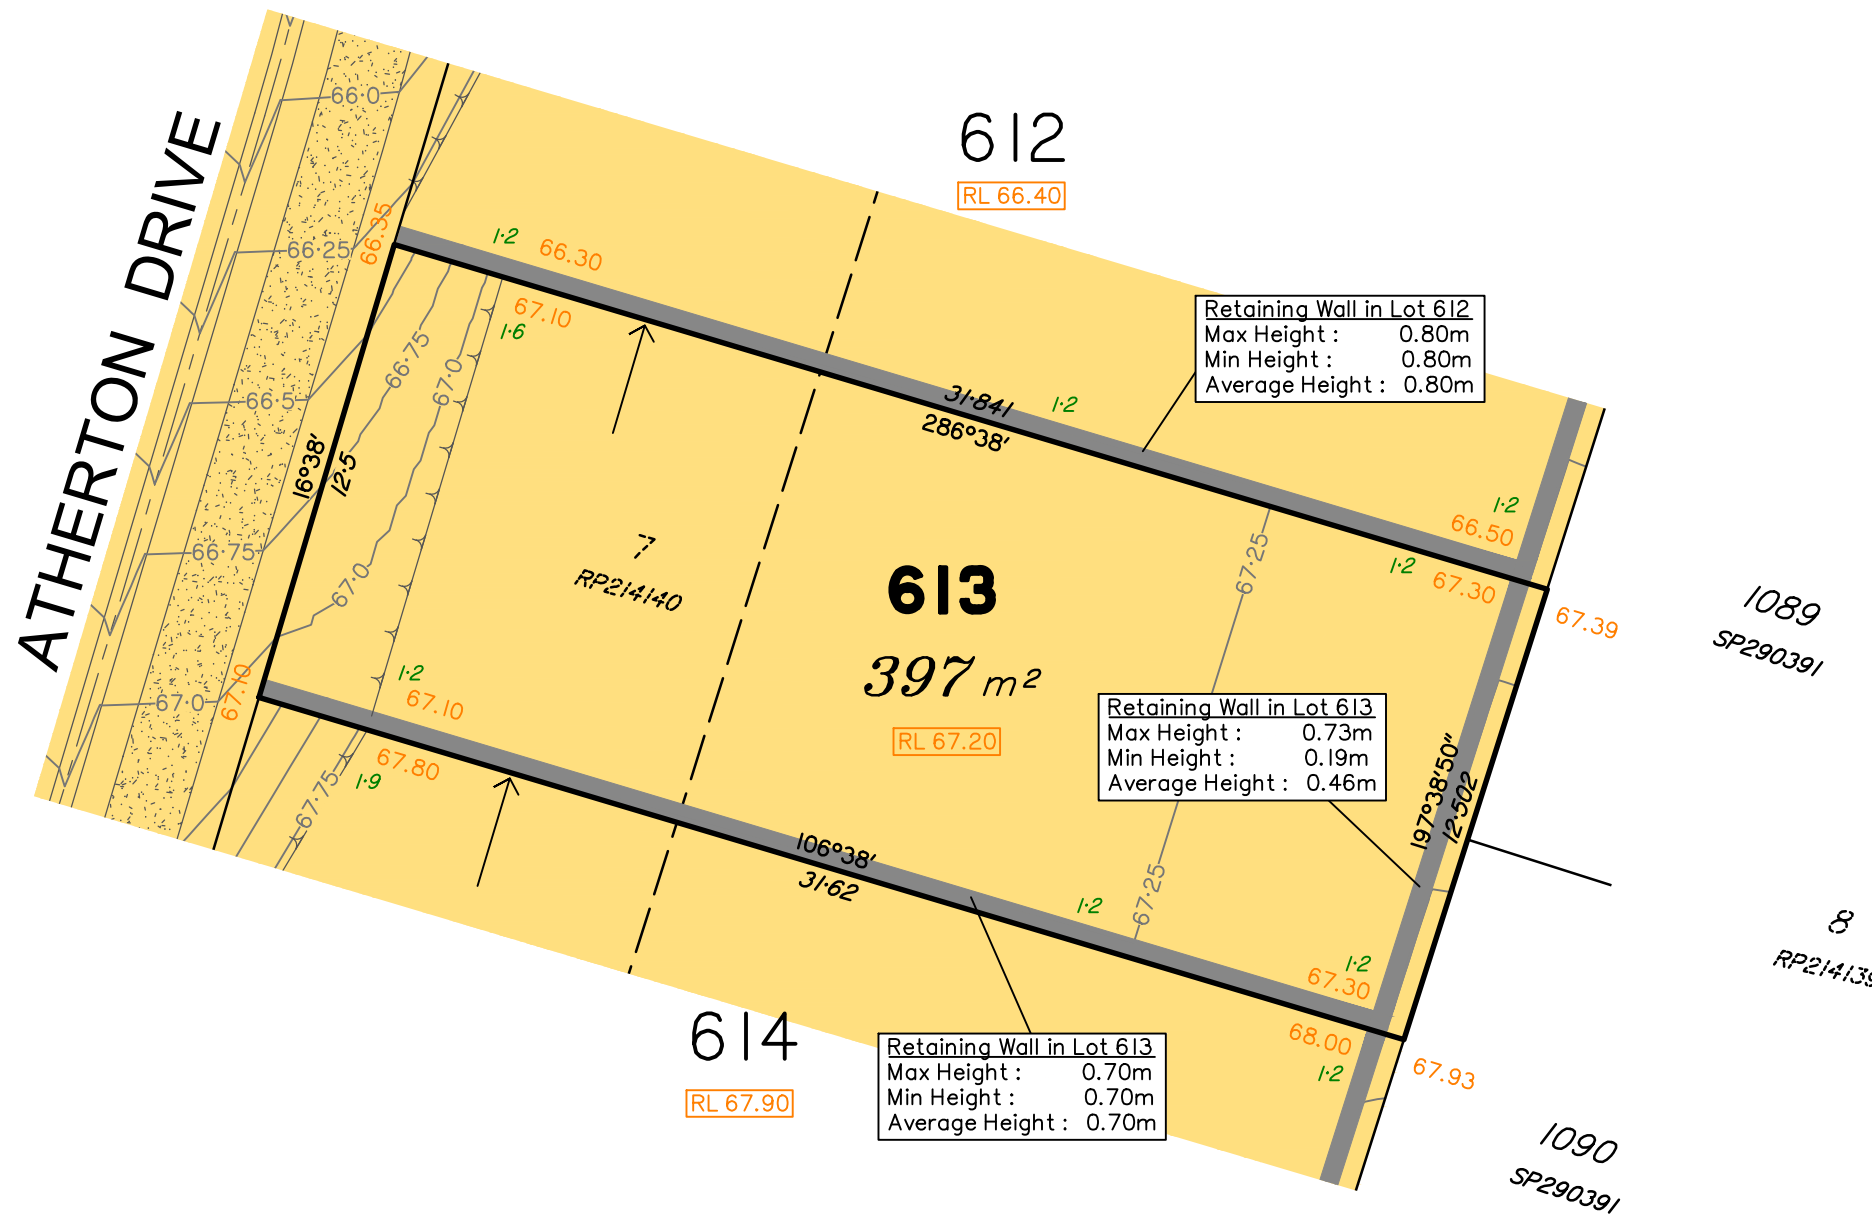 ATHERTON DRIVE
612
RL 66.40
66·0
66·25
66·5
66·75
67·0
66.35
1·2
66.30
67.10
1·6
66·75
67·0
67·0
16°38'
12·5
31·841
286°38'
1·2
Retaining Wall in Lot 612
Max Height : 0.80m
Min Height : 0.80m
Average Height : 0.80m
1·2
66.50
1·2
67.30
67.39
67·25
7
RP214140
613
397 m²
RL 67.20
1089
SP290391
Retaining Wall in Lot 613
Max Height : 0.73m
Min Height : 0.19m
Average Height : 0.46m
197°38'50"
12·502
67.10
1·2
67.10
67.80
1·9
67·75
106°38'
31·62
1·2
67·25
1·2
67.30
68.00
1·2
67.93
8
RP214139
614
RL 67.90
Retaining Wall in Lot 613
Max Height : 0.70m
Min Height : 0.70m
Average Height : 0.70m
1090
SP290391